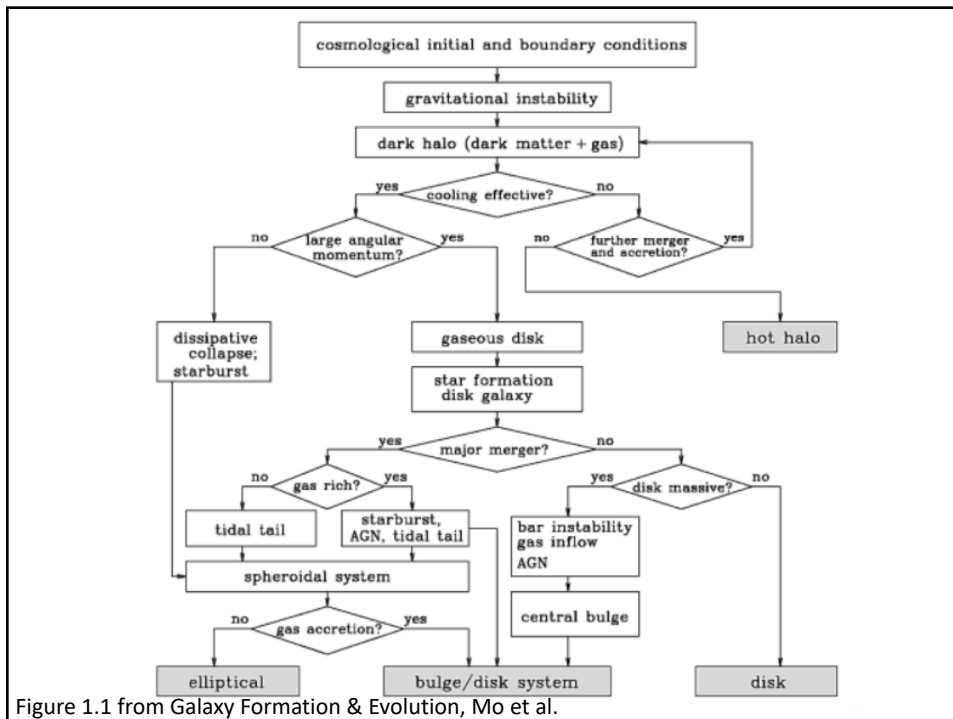 cosmological initial and boundary conditions
gravitational instability
dark halo (dark matter + gas)
yes
cooling effective?
no
no
large angular
momentum?
yes
no
further merger
and accretion?
yes
dissipative
collapse;
starburst
gaseous disk
hot halo
star formation
disk galaxy
yes
major merger?
no
no
gas rich?
yes
yes
disk massive?
no
tidal tail
starburst,
AGN, tidal tail
bar instability
gas inflow
AGN
spheroidal system
central bulge
no
gas accretion?
yes
elliptical
bulge/disk system
disk
Figure 1.1 from Galaxy Formation & Evolution, Mo et al.